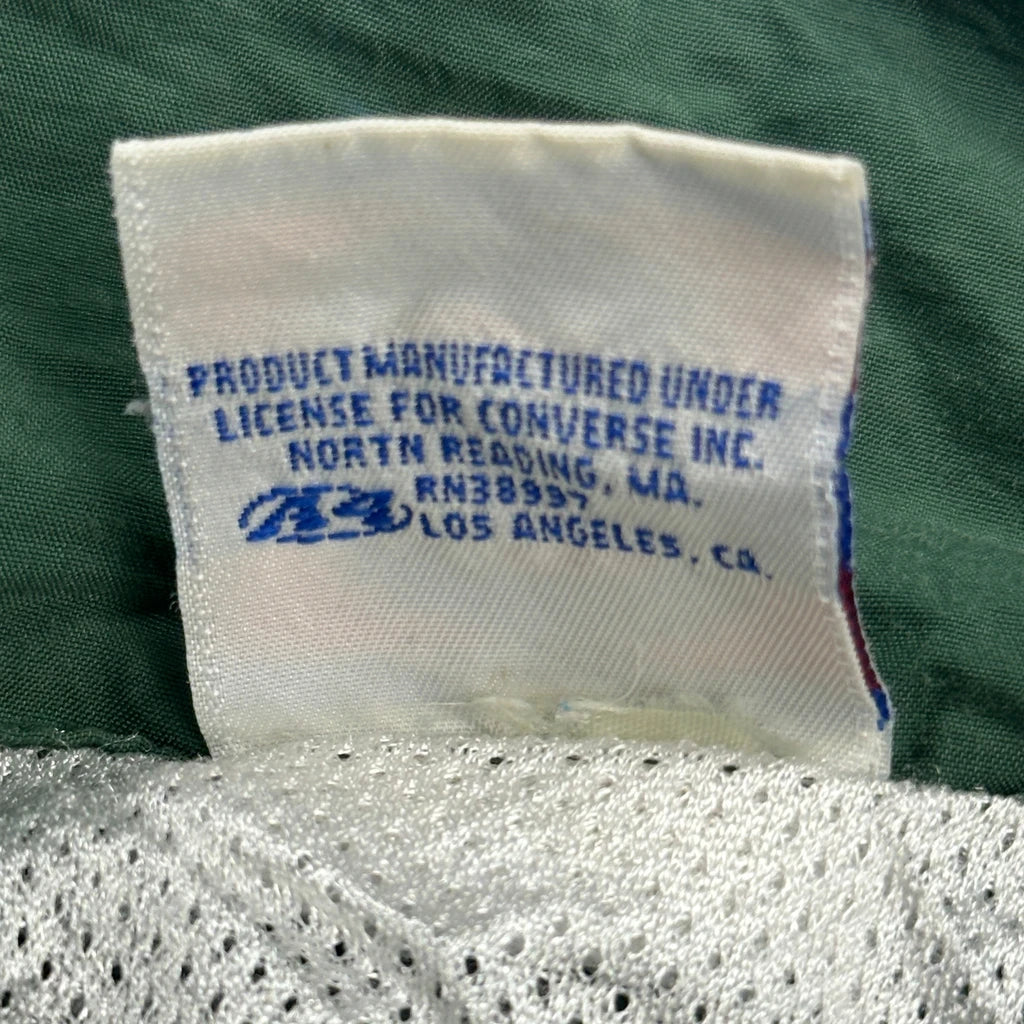 PRODUCT MANUFACTURED UNDER
LICENSE FOR CONVERSE INC.
NORTN READING, MA.
RN38997
LOS ANGELES, CA.